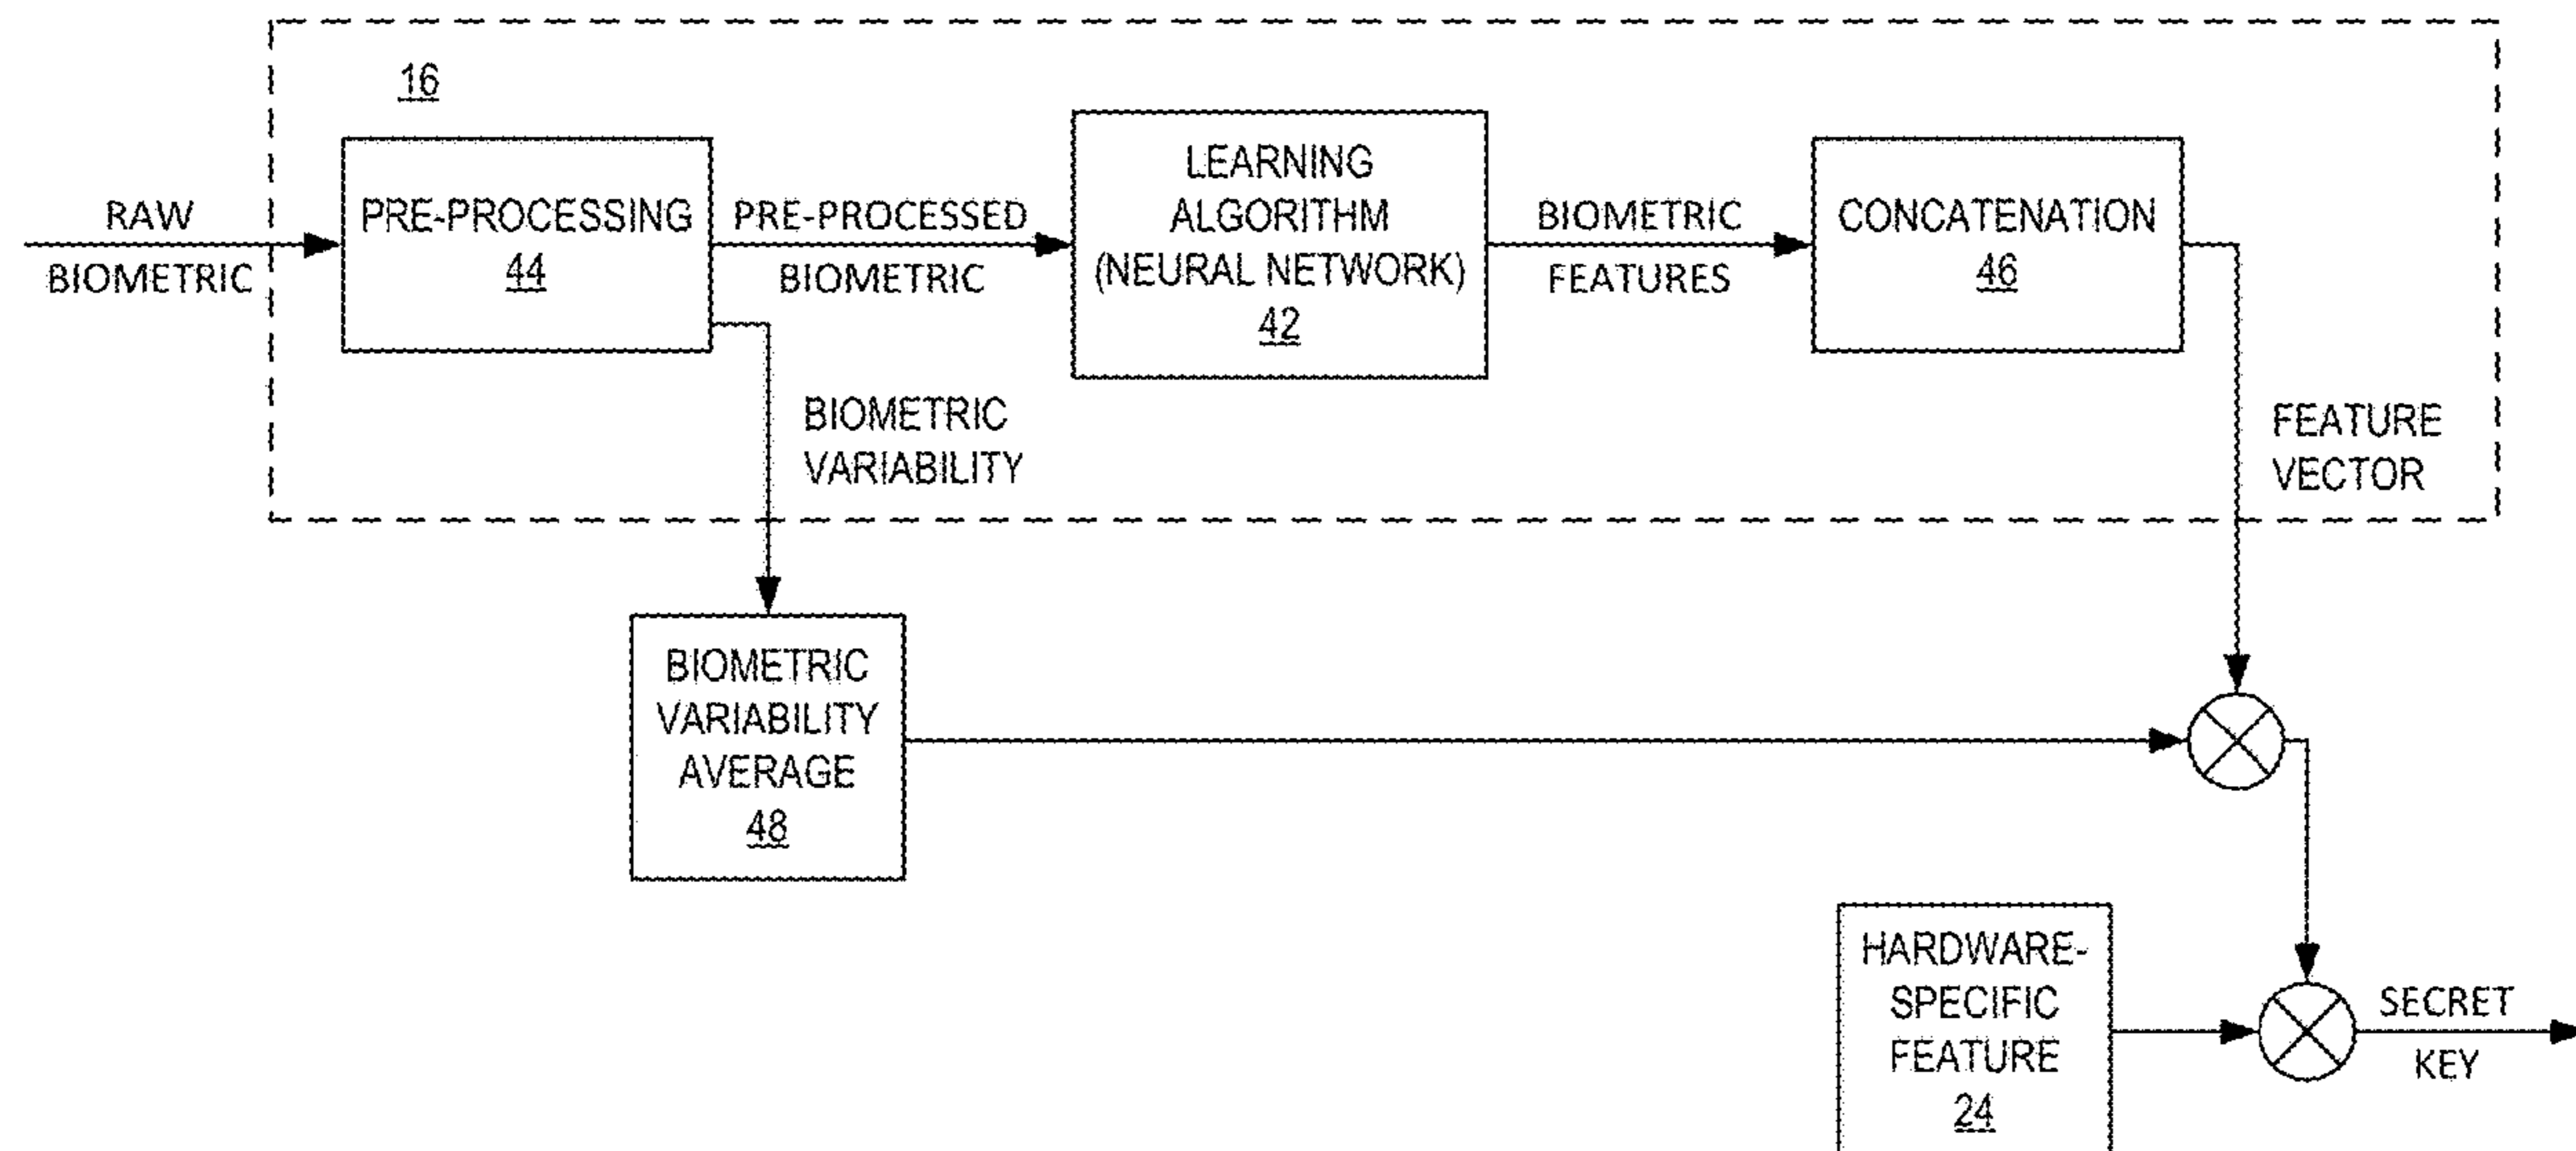 16
RAW
BIOMETRIC
PRE-PROCESSING
44
PRE-PROCESSED
BIOMETRIC
LEARNING
ALGORITHM
(NEURAL NETWORK)
42
BIOMETRIC
FEATURES
CONCATENATION
46
BIOMETRIC
VARIABILITY
FEATURE
VECTOR
BIOMETRIC
VARIABILITY
AVERAGE
48
HARDWARE-
SPECIFIC
FEATURE
24
SECRET
KEY